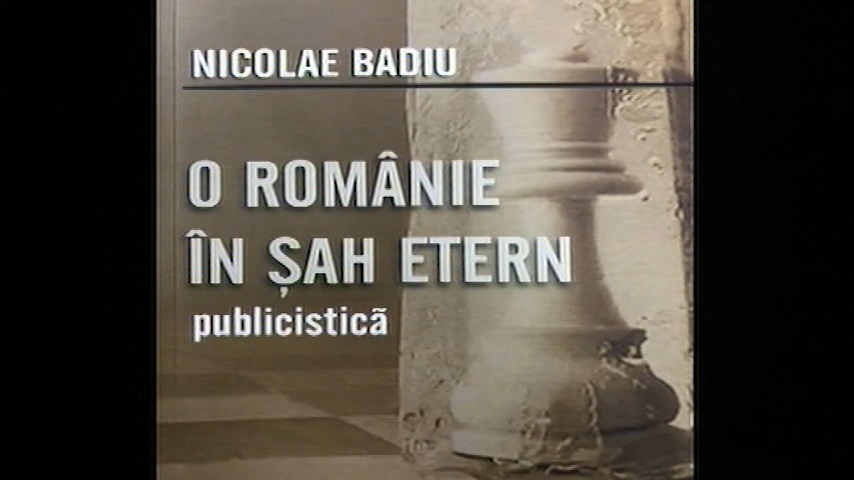 NICOLAE BADIU
O ROMÂNIE
ÎN ȘAH ETERN
publicistică